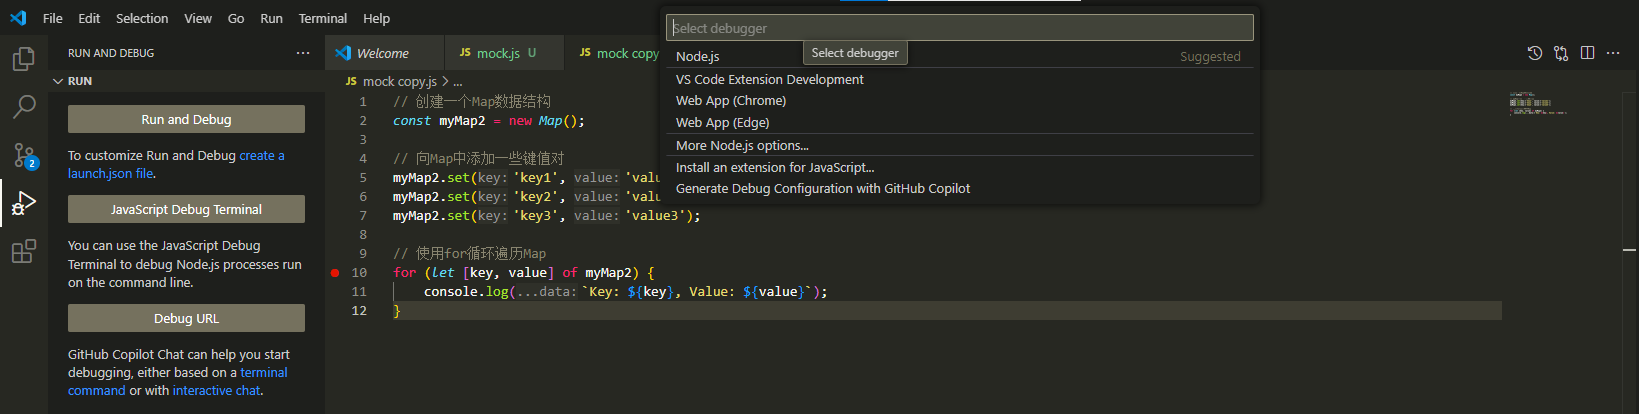 File Edit Selection View Go Run Terminal Help
Select debugger
Select debugger
Node.js Suggested
VS Code Extension Development
Web App (Chrome)
Web App (Edge)
More Node.js options...
Install an extension for JavaScript...
Generate Debug Configuration with GitHub Copilot
2
RUN AND DEBUG ...
RUN
Run and Debug
To customize Run and Debug create a
launch.json file.
JavaScript Debug Terminal
You can use the JavaScript Debug
Terminal to debug Node.js processes run
on the command line.
Debug URL
GitHub Copilot Chat can help you start
debugging, either based on a terminal
command or with interactive chat.
Welcome JS mock.js U JS mock copy
JS mock copy.js > ...
1 // 创建一个Map数据结构
2 const myMap2 = new Map();
3
4 // 向Map中添加一些键值对
5 myMap2.set(key: 'key1', value: 'valu
6 myMap2.set(key: 'key2', value: 'valu
7 myMap2.set(key: 'key3', value: 'value3');
8
9 // 使用for循环遍历Map
10 for (let [key, value] of myMap2) {
11 console.log(...data: `Key: ${key}, Value: ${value}`);
12 }